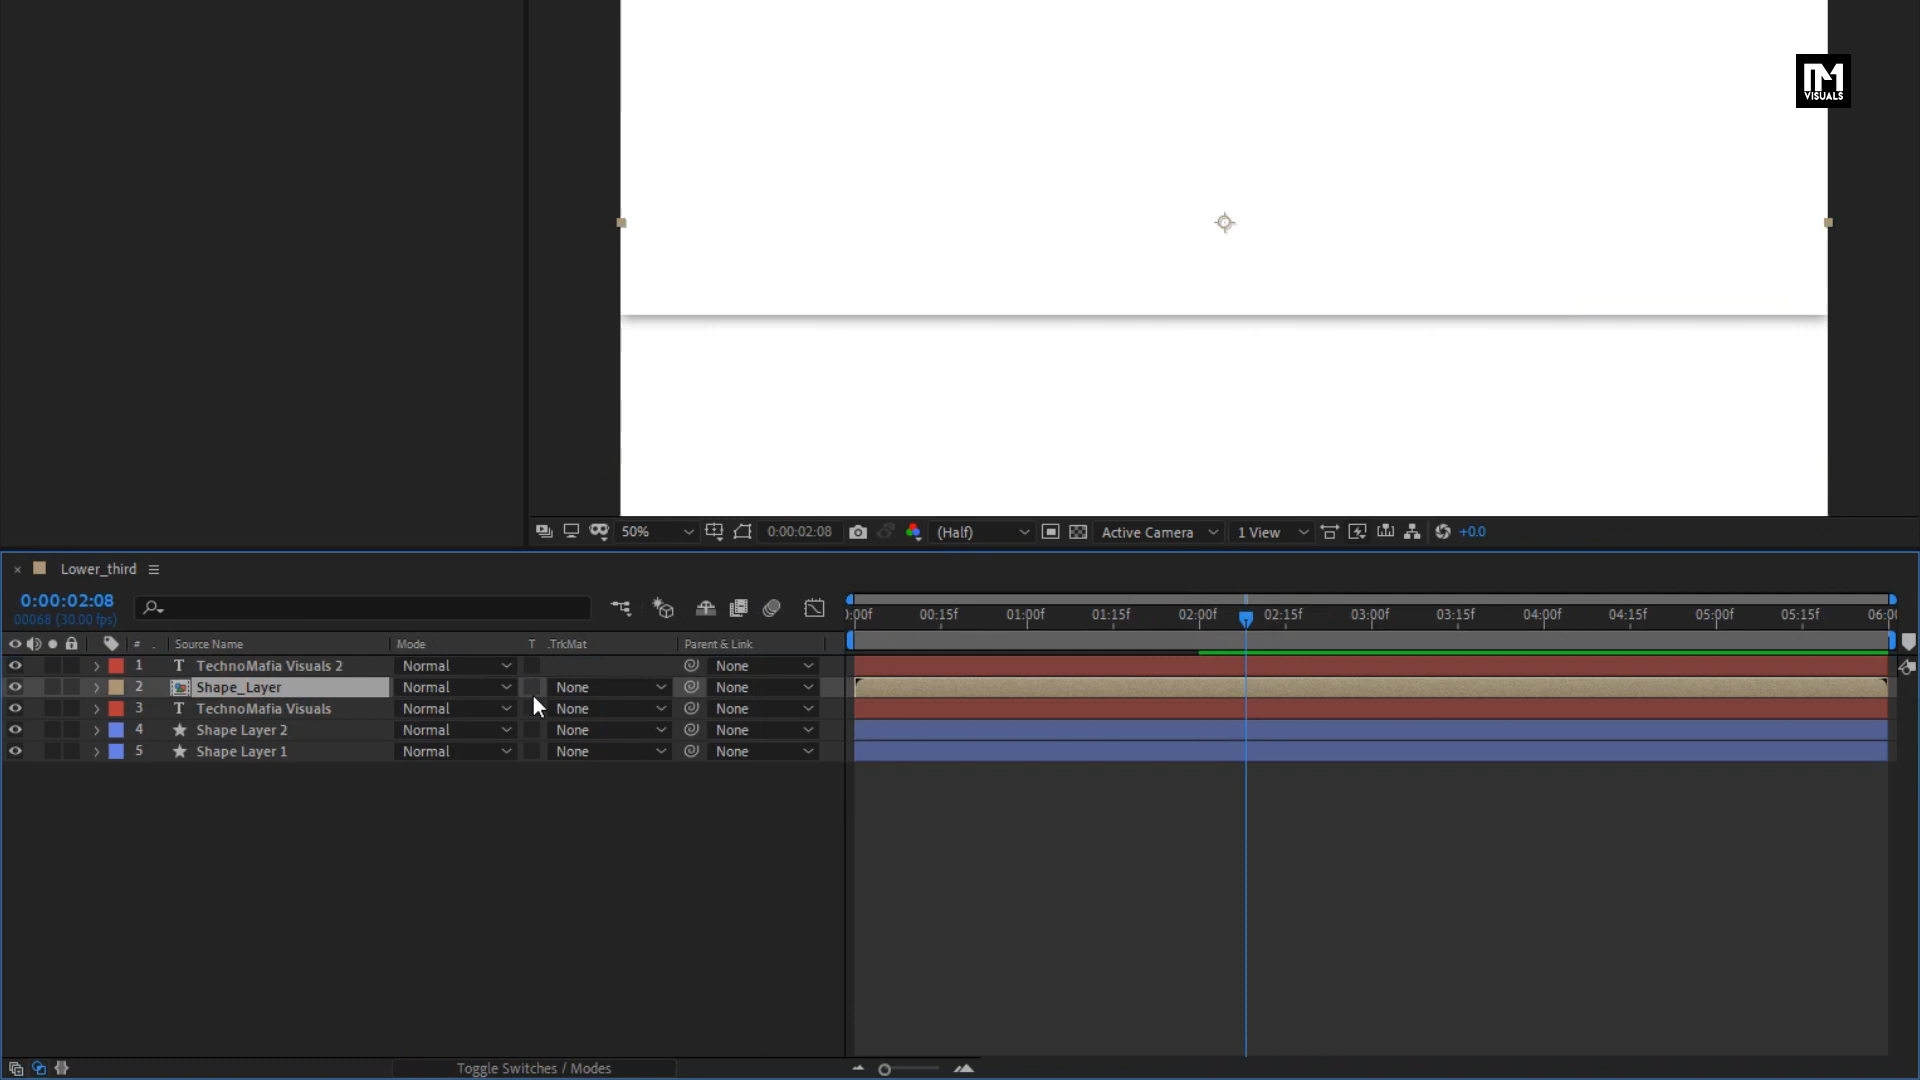 VISUALS
50%
0:00:02:08
(Half)
Active Camera
1 View
+0.0
Lower_third
0:00:02:08
00068 (30.00 fps)
:00f 00:15f 01:00f 01:15f 02:00f 02:15f 03:00f 03:15f 04:00f 04:15f 05:00f 05:15f 06:00
# Source Name Mode T .TrkMat Parent & Link
1 T TechnoMafia Visuals 2 Normal None
2 Shape_Layer Normal None None
3 T TechnoMafia Visuals Normal None None
4 Shape Layer 2 Normal None None
5 Shape Layer 1 Normal None None
Toggle Switches / Modes